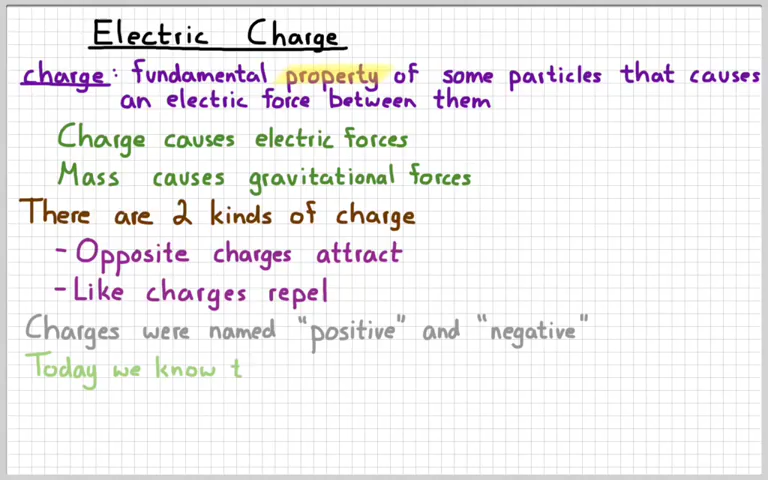 Electric Charge
charge: fundamental property of some particles that causes
an electric force between them
Charge causes electric forces
Mass causes gravitational forces
There are 2 kinds of charge
- Opposite charges attract
- Like charges repel
Charges were named "positive" and "negative"
Today we know t